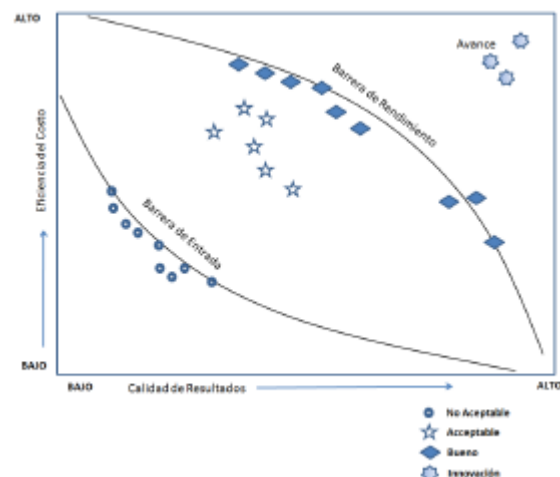 ALTO
Avance
Barrera de Rendimiento
Eficiencia del Costo
Barrera de Entrada
BAJO
BAJO
Calidad de Resultados
ALTO
No Aceptable
Acceptable
Bueno
Innovación